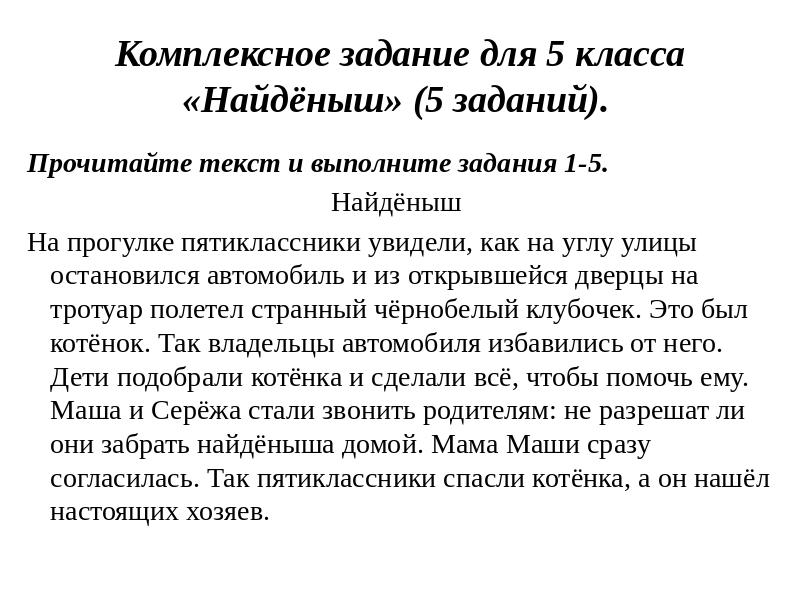 Комплексное задание для 5 класса
«Найдёныш» (5 заданий).
Прочитайте текст и выполните задания 1-5.
Найдёныш
На прогулке пятиклассники увидели, как на углу улицы
остановился автомобиль и из открывшейся дверцы на
тротуар полетел странный чёрнобелый клубочек. Это был
котёнок. Так владельцы автомобиля избавились от него.
Дети подобрали котёнка и сделали всё, чтобы помочь ему.
Маша и Серёжа стали звонить родителям: не разрешат ли
они забрать найдёныша домой. Мама Маши сразу
согласилась. Так пятиклассники спасли котёнка, а он нашёл
настоящих хозяев.